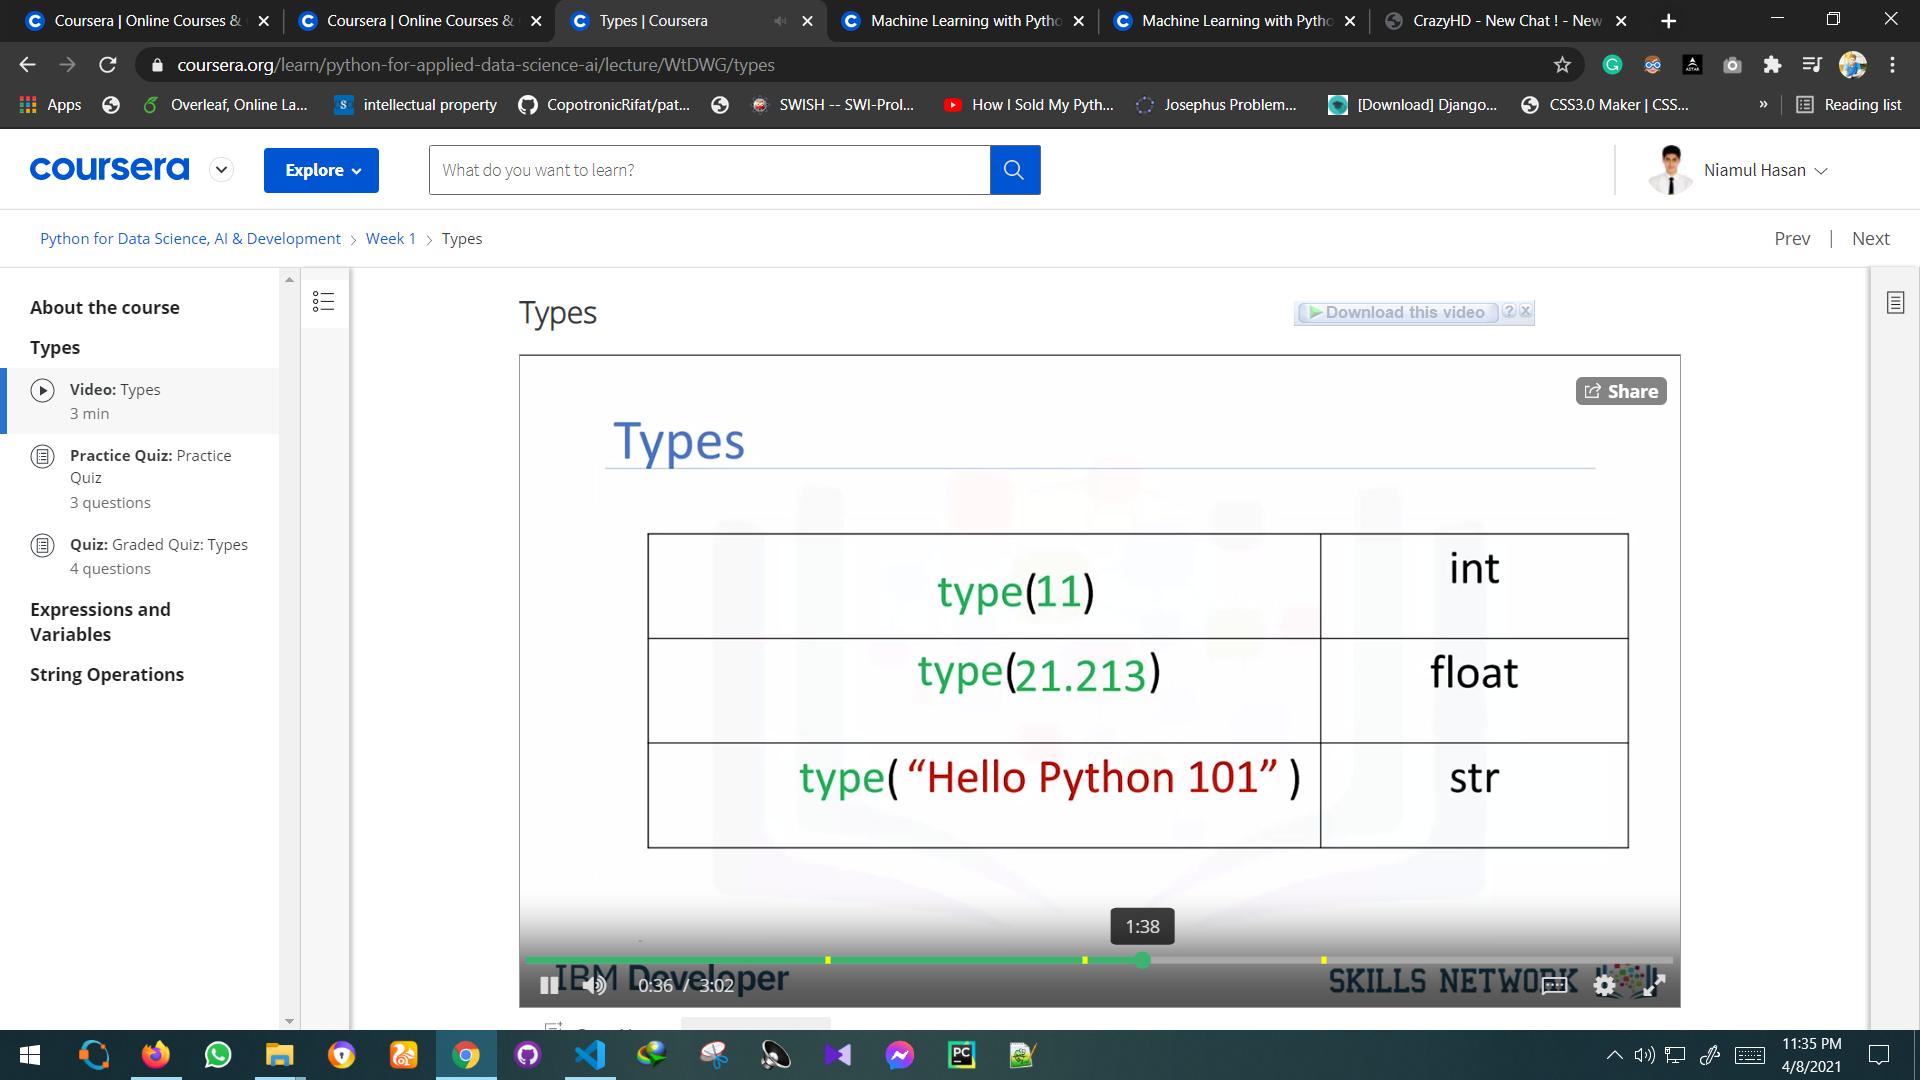 Coursera | Online Courses &
Coursera | Online Courses &
Types | Coursera
Machine Learning with Pytho
Machine Learning with Pytho
CrazyHD - New Chat ! - New
coursera.org/learn/python-for-applied-data-science-ai/lecture/WtDWG/types
Apps
Overleaf, Online La...
intellectual property
CopotronicRifat/pat...
SWISH -- SWI-Prol...
How I Sold My Pyth...
Josephus Problem...
[Download] Django...
CSS3.0 Maker | CSS...
»
Reading list
coursera
Explore
What do you want to learn?
Niamul Hasan
Python for Data Science, AI & Development > Week 1 > Types
Prev | Next
About the course
Types
Video: Types
3 min
Practice Quiz: Practice
Quiz
3 questions
Quiz: Graded Quiz: Types
4 questions
Expressions and
Variables
String Operations
Types
Download this video ? x
Share
Types
type(11)
int
type(21.213)
float
type( “Hello Python 101” )
str
1:38
IBM Developer
SKILLS NETWORK
0:36 / 3:02
11:35 PM
4/8/2021